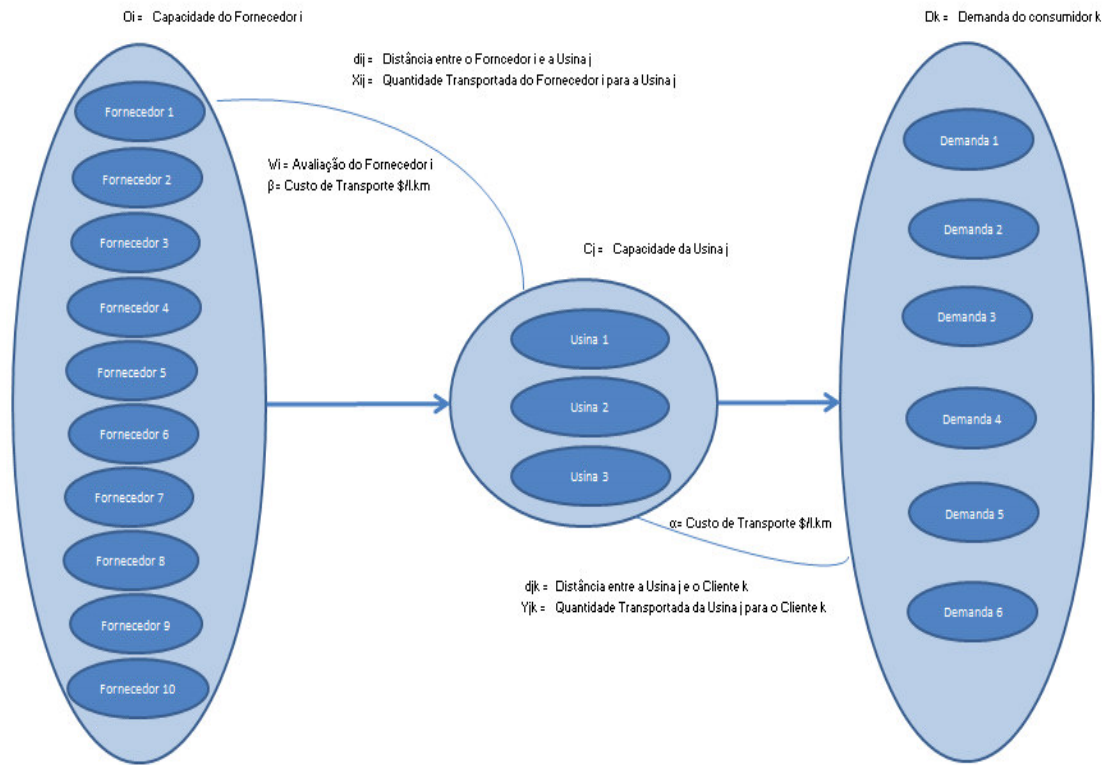 Oi = Capacidade do Fornecedor i
Dk = Demanda do consumidor k
dij = Distância entre o Forncedor i e a Usina j
Xij = Quantidade Transportada do Fornecedor i para a Usina j
Fornecedor 1
Fornecedor 2
Fornecedor 3
Fornecedor 4
Fornecedor 5
Fornecedor 6
Fornecedor 7
Fornecedor 8
Fornecedor 9
Fornecedor 10
Wi = Avaliação do Fornecedor i
β= Custo de Transporte $/l.km
Cj = Capacidade da Usina j
Usina 1
Usina 2
Usina 3
α= Custo de Transporte $/l.km
djk = Distância entre a Usina j e o Cliente k
Yjk = Quantidade Transportada da Usina j para o Cliente k
Demanda 1
Demanda 2
Demanda 3
Demanda 4
Demanda 5
Demanda 6